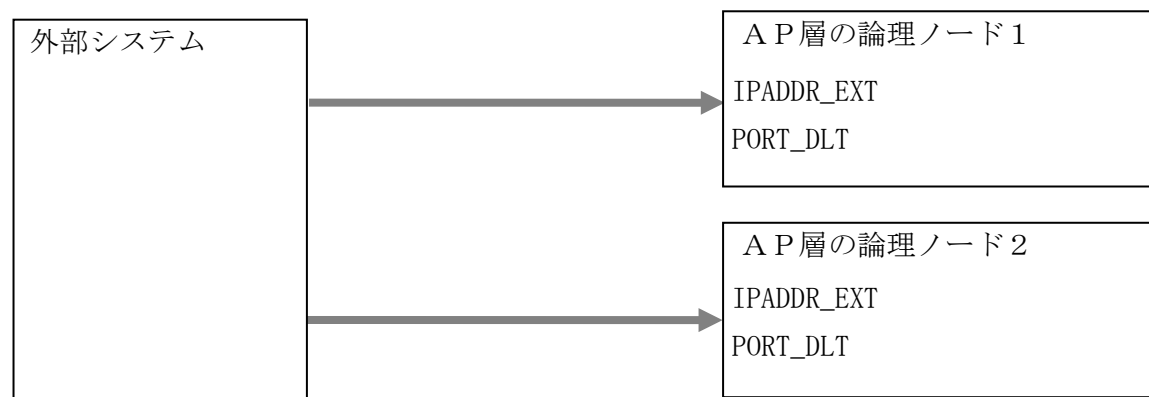 外部システム
ＡＰ層の論理ノード１
IPADDR_EXT
PORT_DLT
ＡＰ層の論理ノード２
IPADDR_EXT
PORT_DLT